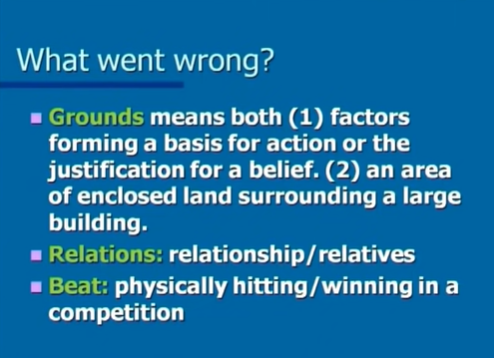 What went wrong?
Grounds means both (1) factors
forming a basis for action or the
justification for a belief. (2) an area
of enclosed land surrounding a large
building.
Relations: relationship/relatives
Beat: physically hitting/winning in a
competition